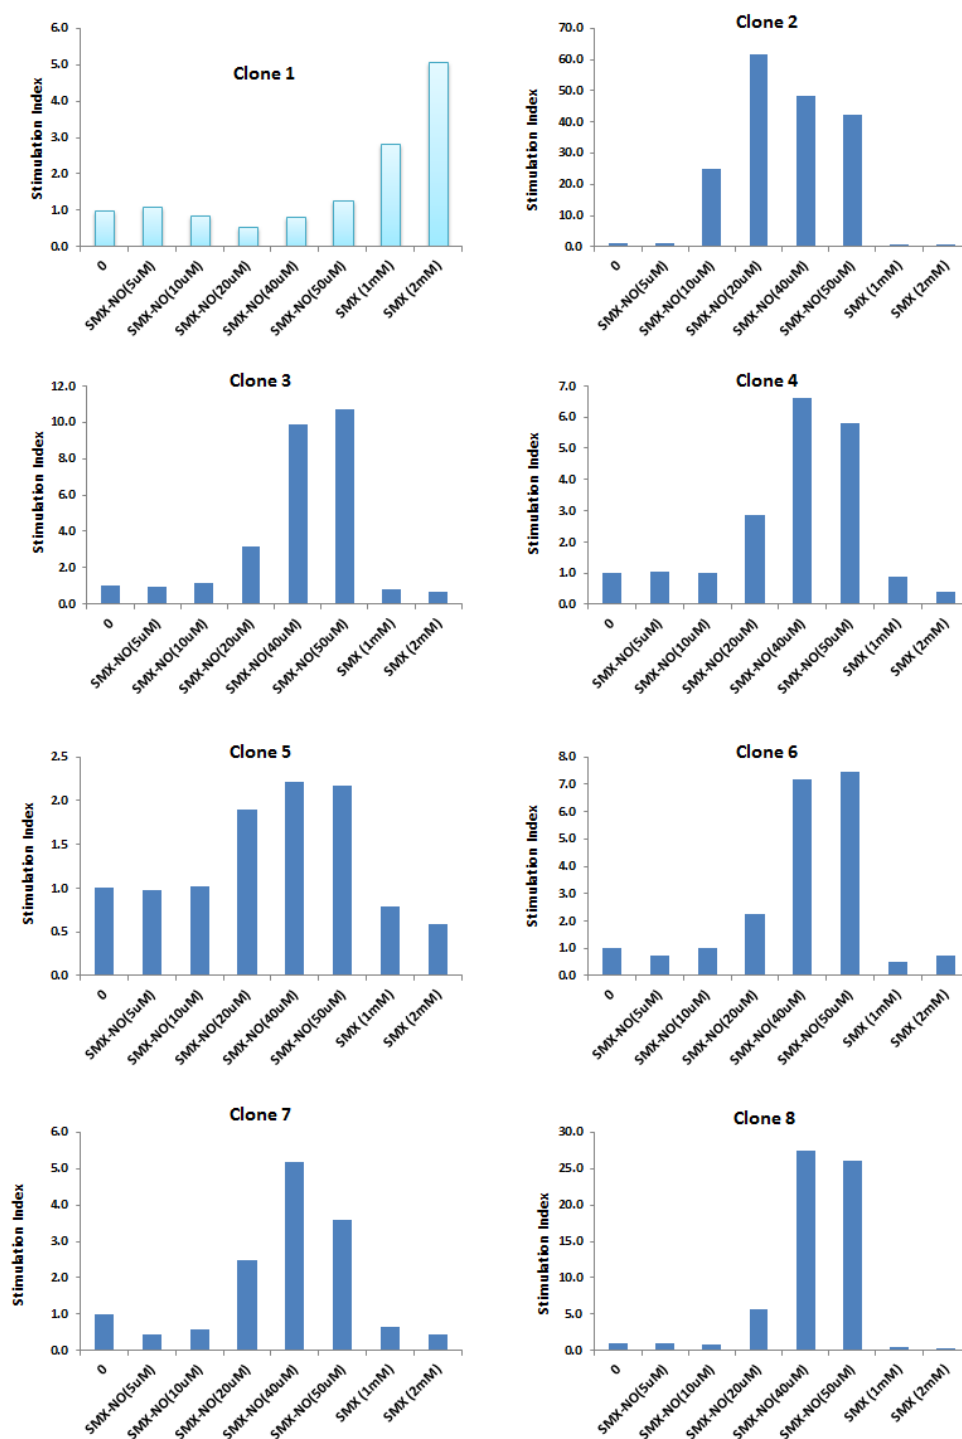 Clone 1
Stimulation Index
6.0
5.0
4.0
3.0
2.0
1.0
0.0
0
SMX-NO(5uM)
SMX-NO(10uM)
SMX-NO(20uM)
SMX-NO(40uM)
SMX-NO(50uM)
SMX (1mM)
SMX (2mM)
Clone 2
Stimulation Index
70.0
60.0
50.0
40.0
30.0
20.0
10.0
0.0
0
SMX-NO(5uM)
SMX-NO(10uM)
SMX-NO(20uM)
SMX-NO(40uM)
SMX-NO(50uM)
SMX (1mM)
SMX (2mM)
Clone 3
Stimulation Index
12.0
10.0
8.0
6.0
4.0
2.0
0.0
0
SMX-NO(5uM)
SMX-NO(10uM)
SMX-NO(20uM)
SMX-NO(40uM)
SMX-NO(50uM)
SMX (1mM)
SMX (2mM)
Clone 4
Stimulation Index
7.0
6.0
5.0
4.0
3.0
2.0
1.0
0.0
0
SMX-NO(5uM)
SMX-NO(10uM)
SMX-NO(20uM)
SMX-NO(40uM)
SMX-NO(50uM)
SMX (1mM)
SMX (2mM)
Clone 5
Stimulation Index
2.5
2.0
1.5
1.0
0.5
0.0
0
SMX-NO(5uM)
SMX-NO(10uM)
SMX-NO(20uM)
SMX-NO(40uM)
SMX-NO(50uM)
SMX (1mM)
SMX (2mM)
Clone 6
Stimulation Index
8.0
7.0
6.0
5.0
4.0
3.0
2.0
1.0
0.0
0
SMX-NO(5uM)
SMX-NO(10uM)
SMX-NO(20uM)
SMX-NO(40uM)
SMX-NO(50uM)
SMX (1mM)
SMX (2mM)
Clone 7
Stimulation Index
6.0
5.0
4.0
3.0
2.0
1.0
0.0
0
SMX-NO(5uM)
SMX-NO(10uM)
SMX-NO(20uM)
SMX-NO(40uM)
SMX-NO(50uM)
SMX (1mM)
SMX (2mM)
Clone 8
Stimulation Index
30.0
25.0
20.0
15.0
10.0
5.0
0.0
0
SMX-NO(5uM)
SMX-NO(10uM)
SMX-NO(20uM)
SMX-NO(40uM)
SMX-NO(50uM)
SMX (1mM)
SMX (2mM)